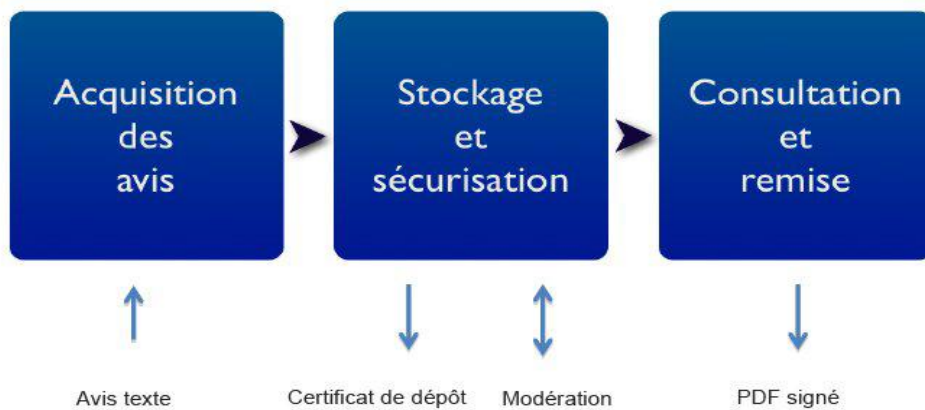 Acquisition
des
avis
Stockage
et
sécurisation
Consultation
et
remise
Avis texte
Certificat de dépôt
Modération
PDF signé